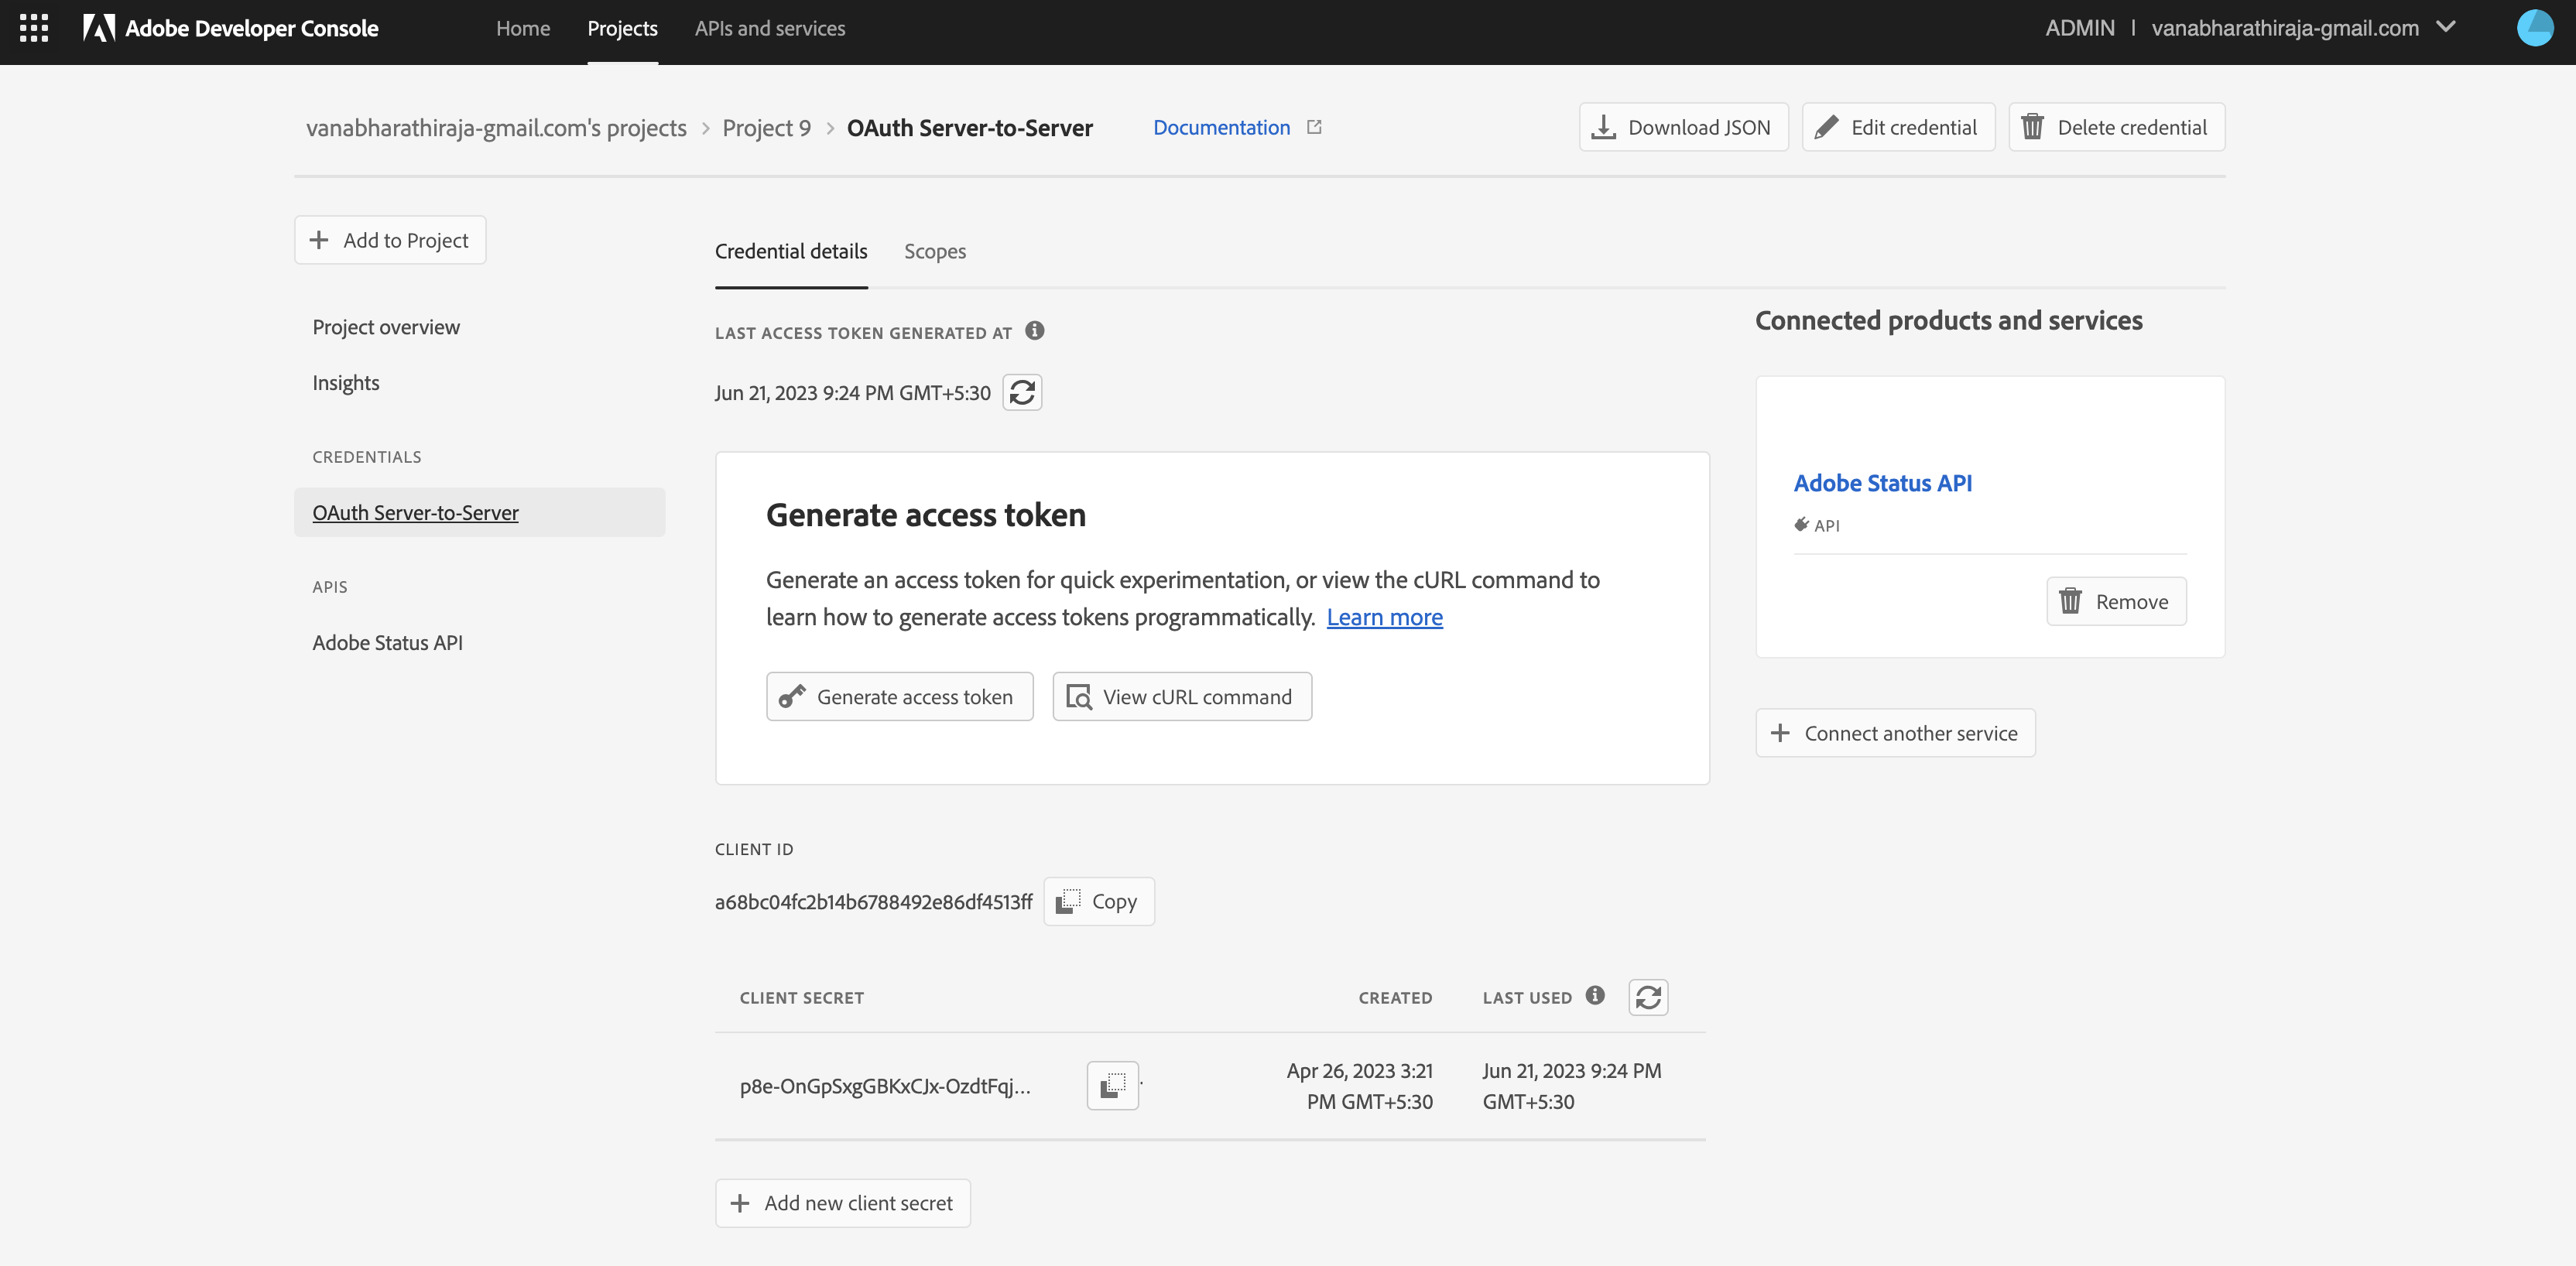 Adobe Developer Console
Home
Projects
APIs and services
ADMIN | vanabharathiraja-gmail.com
vanabharathiraja-gmail.com's projects > Project 9 > OAuth Server-to-Server
Documentation
Download JSON
Edit credential
Delete credential
Add to Project
Project overview
Insights
CREDENTIALS
OAuth Server-to-Server
APIS
Adobe Status API
Credential details
Scopes
LAST ACCESS TOKEN GENERATED AT
Jun 21, 2023 9:24 PM GMT+5:30
Generate access token
Generate an access token for quick experimentation, or view the cURL command to
learn how to generate access tokens programmatically. Learn more
Generate access token
View cURL command
CLIENT ID
a68bc04fc2b14b6788492e86df4513ff
Copy
CLIENT SECRET
CREATED
LAST USED
p8e-OnGpSxgGBKxCJx-OzdtFqj...
Apr 26, 2023 3:21
PM GMT+5:30
Jun 21, 2023 9:24 PM
GMT+5:30
Add new client secret
Connected products and services
Adobe Status API
API
Remove
Connect another service